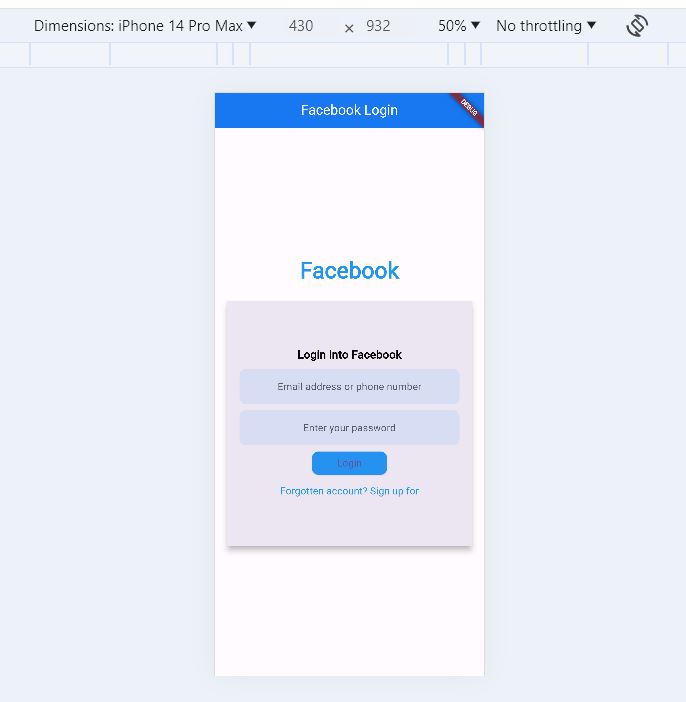 Dimensions: iPhone 14 Pro Max ▼ 430 × 932 50% ▼ No throttling ▼
Facebook Login
DEBUG
Facebook
Login Into Facebook
Email address or phone number
Enter your password
Login
Forgotten account? Sign up for